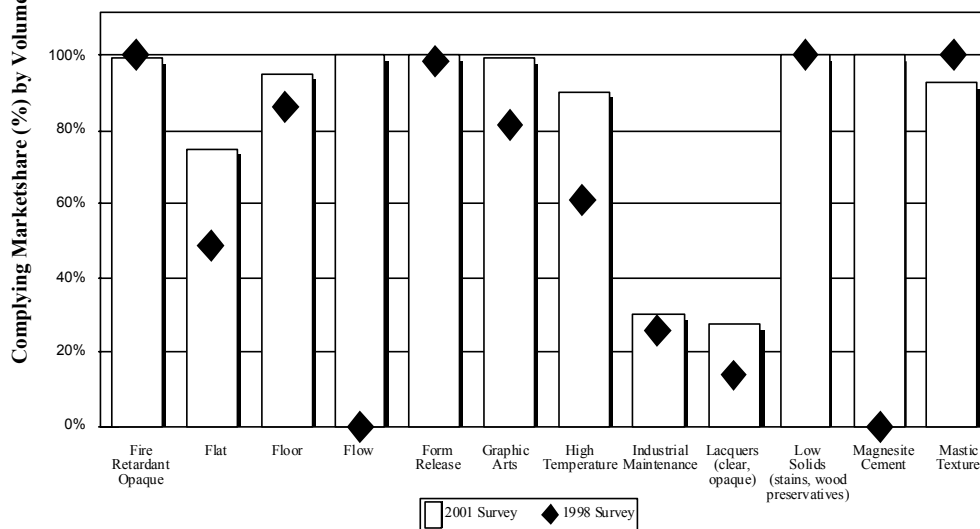 Complying Marketshare (%) by Volume
100%
80%
60%
40%
20%
0%
Fire
Retardant
Opaque
Flat
Floor
Flow
Form
Release
Graphic
Arts
High
Temperature
Industrial
Maintenance
Lacquers
(clear,
opaque)
Low
Solids
(stains, wood
preservatives)
Magnesite
Cement
Mastic
Texture
2001 Survey
1998 Survey